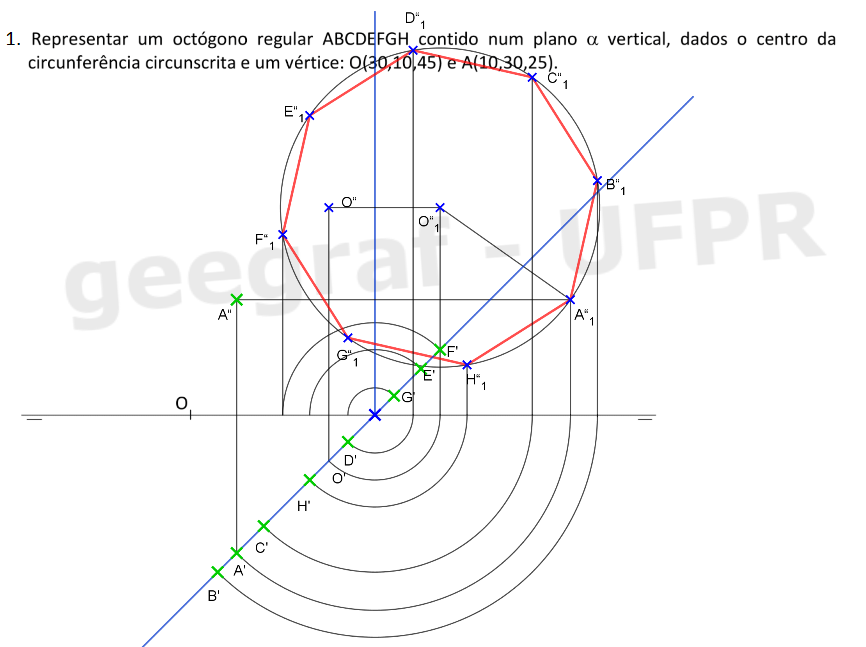 D"₁
1. Representar um octógono regular ABCDEFGH contido num plano α vertical, dados o centro da
circunferência circunscrita e um vértice: O(30,10,45) e A(10,30,25).
C"₁
E"₁
B"₁
O"
O"₁
F"₁
geegraf - UFPR
A"
A"₁
G"₁
F'
E'
H"₁
G'
O
D'
O'
H'
C'
A'
B'